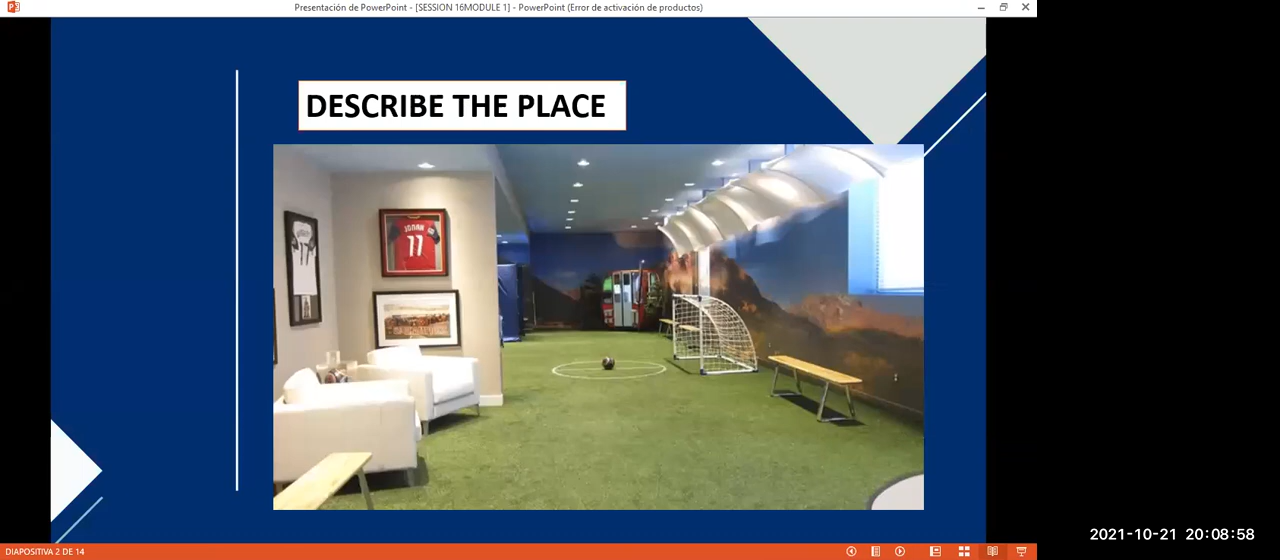 Presentación de PowerPoint - [SESSION 16MODULE 1] - PowerPoint (Error de activación de productos)
DESCRIBE THE PLACE
JODAN
11
DIAPOSITIVA 2 DE 14
2021-10-21 20:08:58